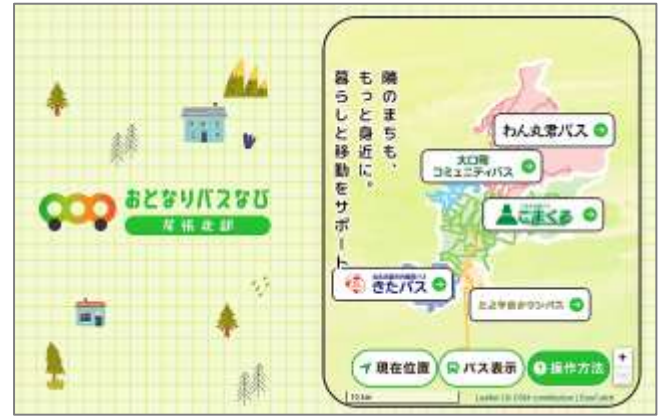 おとなりバスなび
尾張北部
隣のまちも、
もっと身近に。
暮らしと移動をサポート
わん丸君バス
大口町
コミュニティバス
こまくる
きたバス
とよやまタウンバス
現在位置
バス表示
操作方法
+
10 km